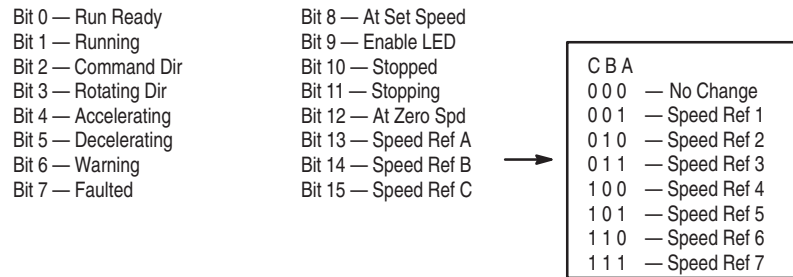 Bit 0 — Run Ready
Bit 1 — Running
Bit 2 — Command Dir
Bit 3 — Rotating Dir
Bit 4 — Accelerating
Bit 5 — Decelerating
Bit 6 — Warning
Bit 7 — Faulted
Bit 8 — At Set Speed
Bit 9 — Enable LED
Bit 10 — Stopped
Bit 11 — Stopping
Bit 12 — At Zero Spd
Bit 13 — Speed Ref A
Bit 14 — Speed Ref B
Bit 15 — Speed Ref C
C B A
0 0 0 — No Change
0 0 1 — Speed Ref 1
0 1 0 — Speed Ref 2
0 1 1 — Speed Ref 3
1 0 0 — Speed Ref 4
1 0 1 — Speed Ref 5
1 1 0 — Speed Ref 6
1 1 1 — Speed Ref 7